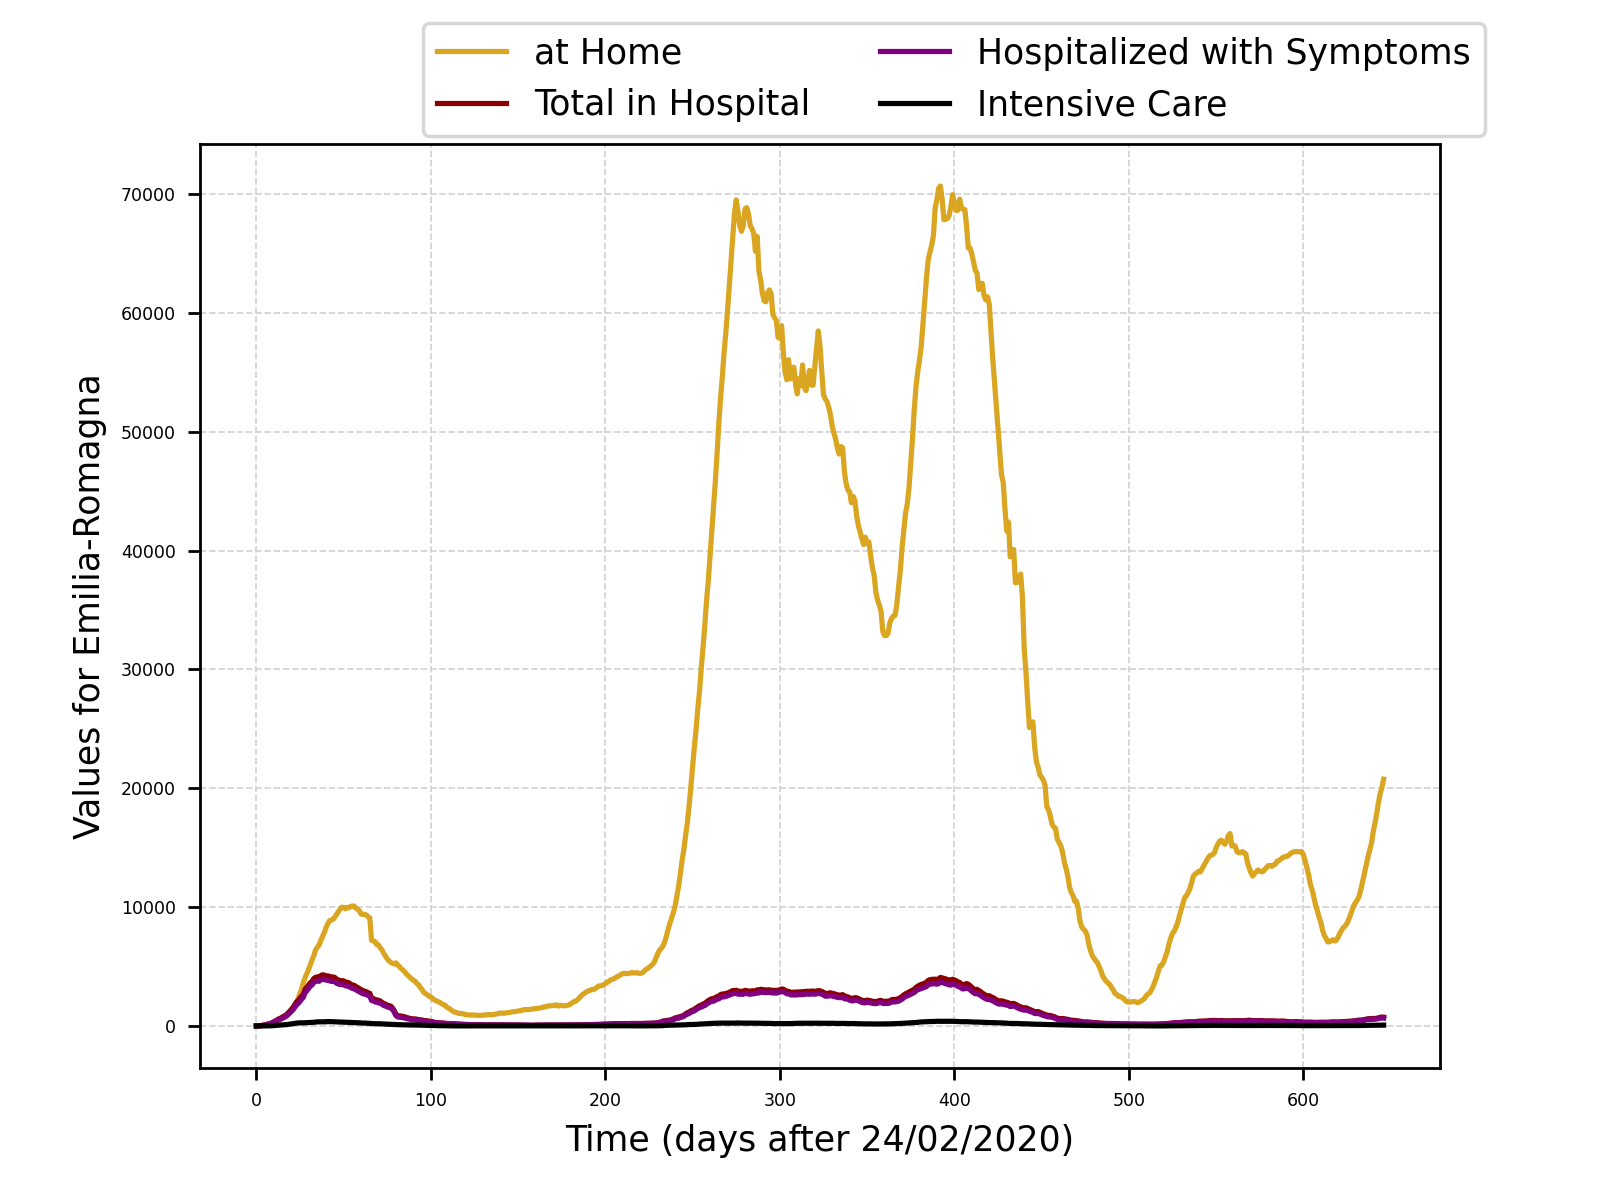 at Home
Total in Hospital
Hospitalized with Symptoms
Intensive Care
Values for Emilia-Romagna
70000
60000
50000
40000
30000
20000
10000
0
0 100 200 300 400 500 600
Time (days after 24/02/2020)